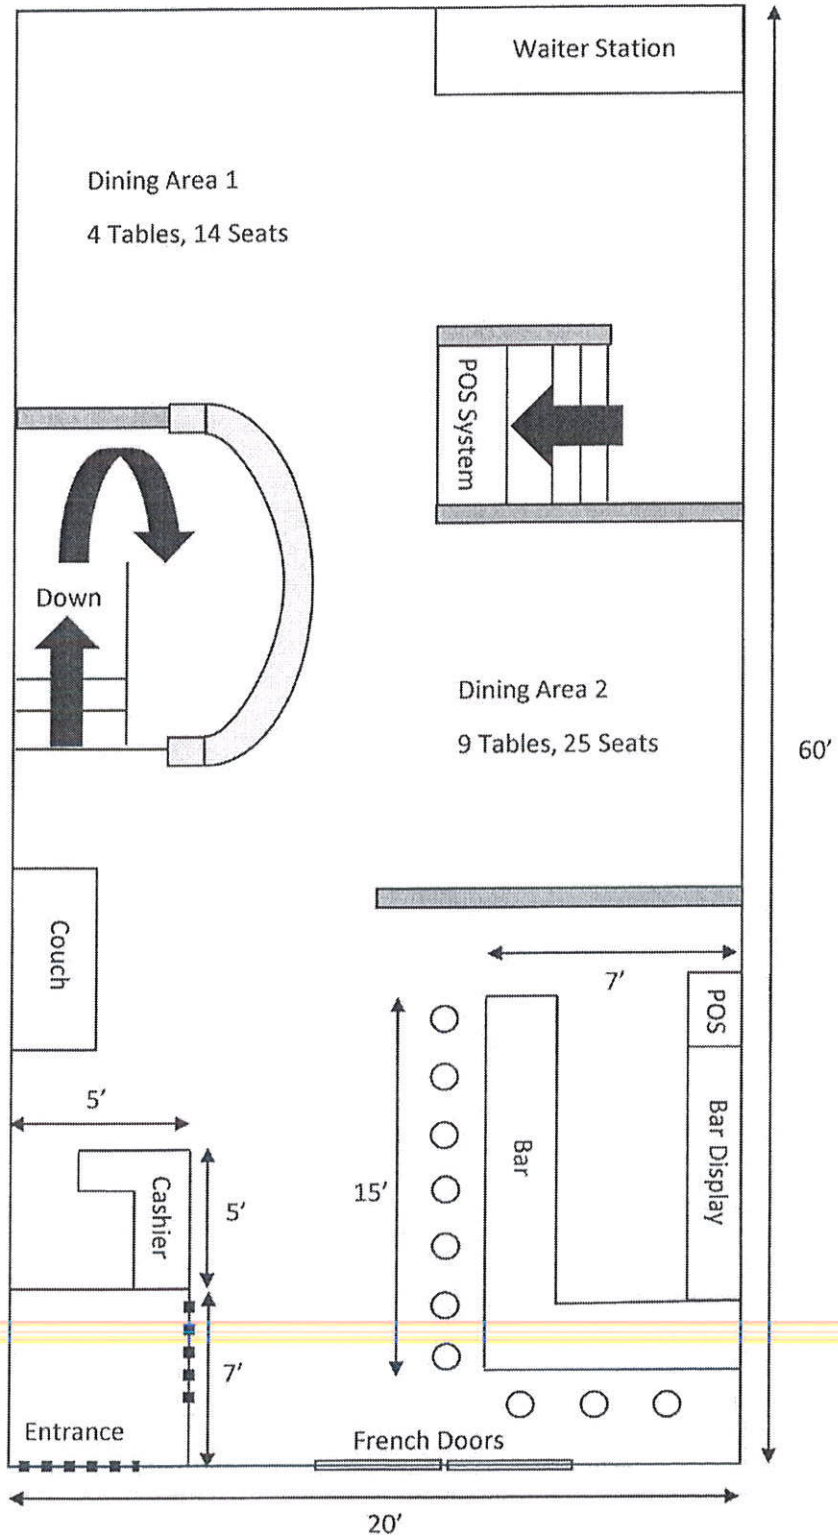 Waiter Station
Dining Area 1
4 Tables, 14 Seats
POS System
Down
Dining Area 2
9 Tables, 25 Seats
60'
Couch
7'
POS
5'
Bar
Bar Display
15'
Cashier
5'
7'
Entrance
French Doors
20'